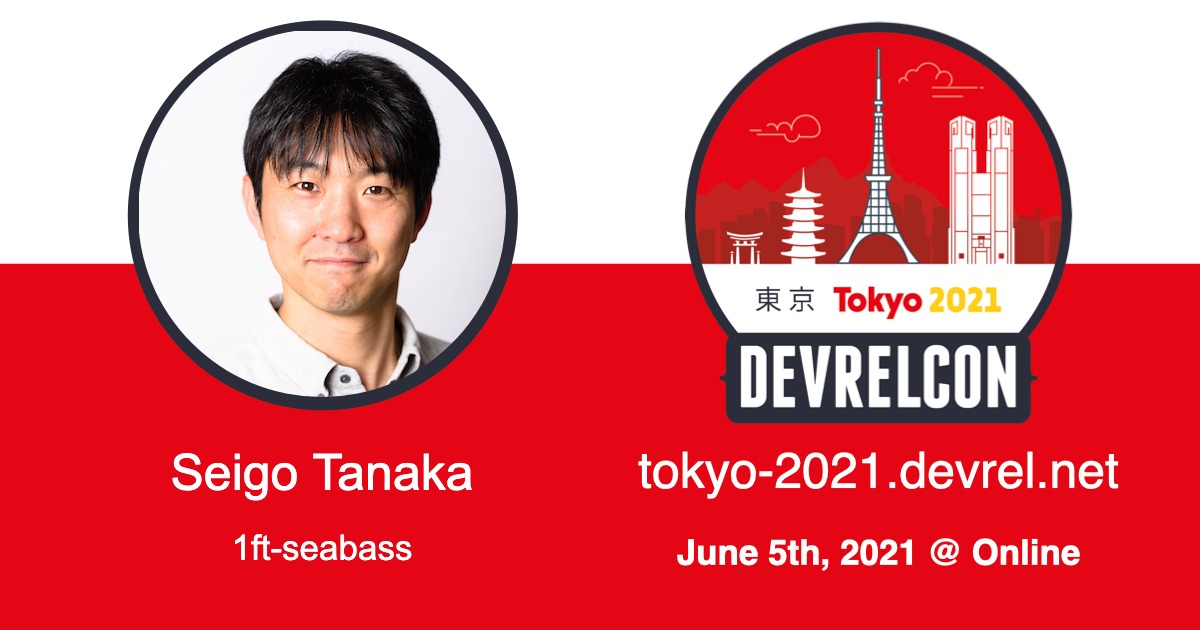 Seigo Tanaka
1ft-seabass
東京 Tokyo 2021
DEVRELCON
tokyo-2021.devrel.net
June 5th, 2021 @ Online